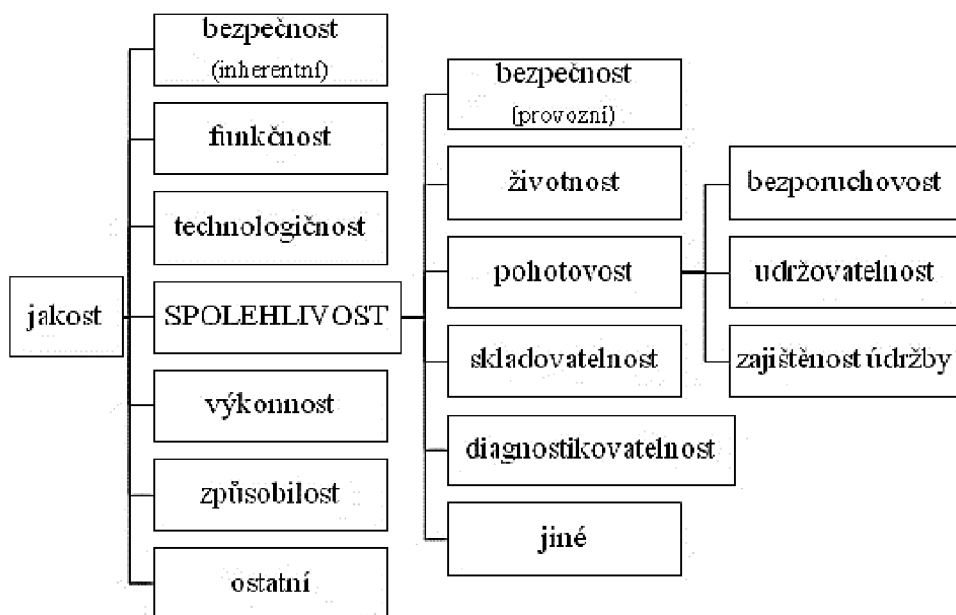 jakost
bezpečnost
(inherentní)
funkčnost
technologičnost
SPOLEHLIVOST
výkonnost
způsobilost
ostatní
bezpečnost
(provozní)
životnost
pohotovost
skladovatelnost
diagnostikovatelnost
jiné
bezporuchovost
udržovatelnost
zajištěnost údržby